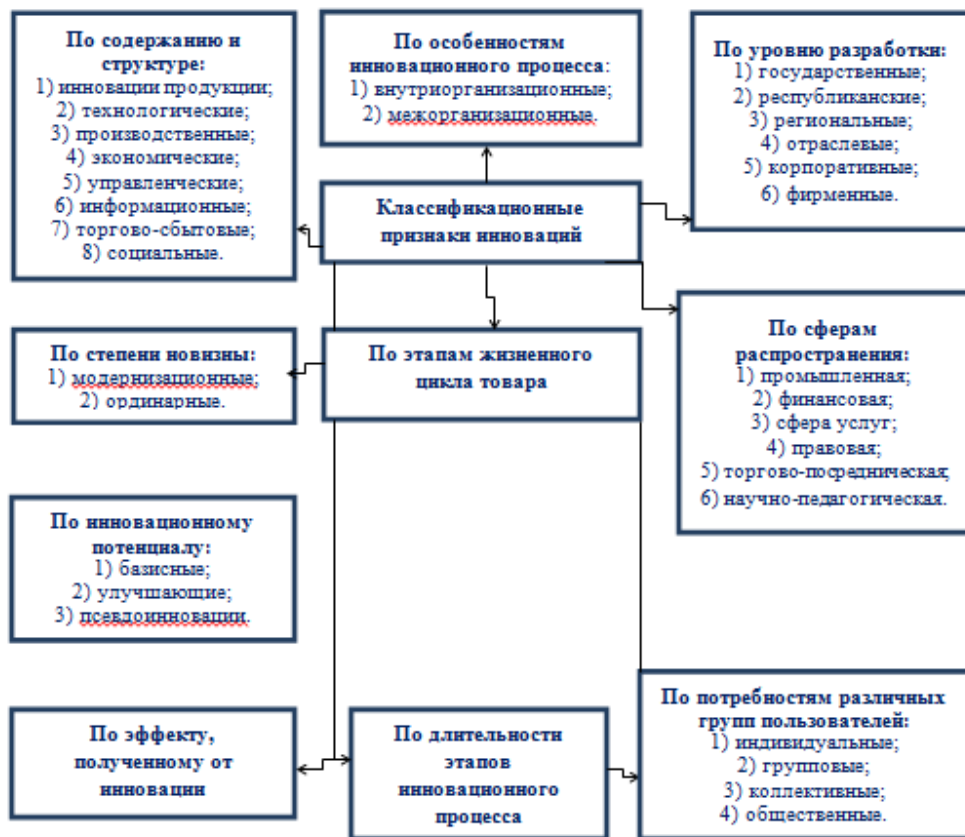 По содержанию и
структуре:
1) инновации продукции;
2) технологические;
3) производственные;
4) экономические;
5) управленческие;
6) информационные;
7) торгово-сбытовые;
8) социальные.
По особенностям
инновационного процесса:
1) внутриорганизационные;
2) межорганизационные.
По уровню разработки:
1) государственные;
2) республиканские;
3) региональные;
4) отраслевые;
5) корпоративные;
6) фирменные.
Классификационные
признаки инноваций
По степени новизны:
1) модернизационные;
2) ординарные.
По этапам жизненного
цикла товара
По сферам
распространения:
1) промышленная;
2) финансовая;
3) сфера услуг;
4) правовая;
5) торгово-посредническая;
6) научно-педагогическая.
По инновационному
потенциалу:
1) базисные;
2) улучшающие;
3) псевдоинновации.
По эффекту,
полученному от
инновации
По длительности
этапов
инновационного
процесса
По потребностям различных
групп пользователей:
1) индивидуальные;
2) групповые;
3) коллективные;
4) общественные.